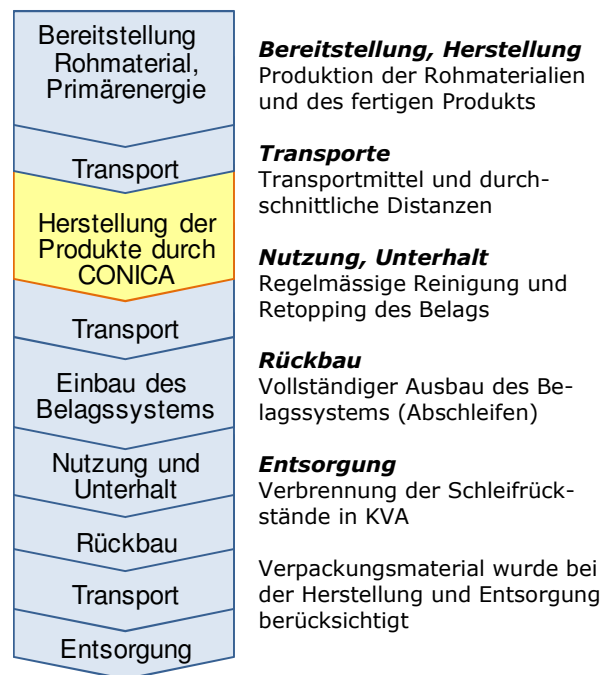 Bereitstellung
Rohmaterial,
Primärenergie
Transport
Herstellung der
Produkte durch
CONICA
Transport
Einbau des
Belagssystems
Nutzung und
Unterhalt
Rückbau
Transport
Entsorgung
Bereitstellung, Herstellung
Produktion der Rohmaterialien
und des fertigen Produkts
Transporte
Transportmittel und durch-
schnittliche Distanzen
Nutzung, Unterhalt
Regelmässige Reinigung und
Retopping des Belags
Rückbau
Vollständiger Ausbau des Be-
lagssystems (Abschleifen)
Entsorgung
Verbrennung der Schleifrück-
stände in KVA
Verpackungsmaterial wurde bei
der Herstellung und Entsorgung
berücksichtigt